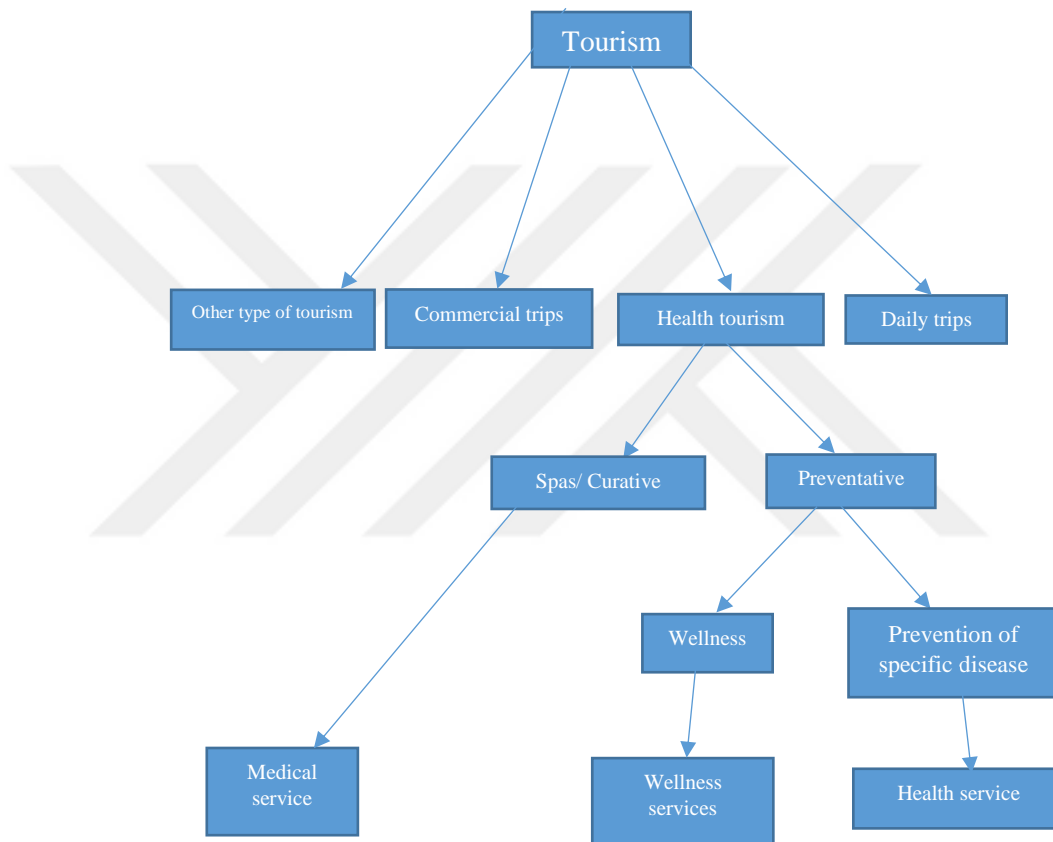 Tourism
Other type of tourism
Commercial trips
Health tourism
Daily trips
Spas/ Curative
Preventative
Wellness
Prevention of
specific disease
Medical
service
Wellness
services
Health service